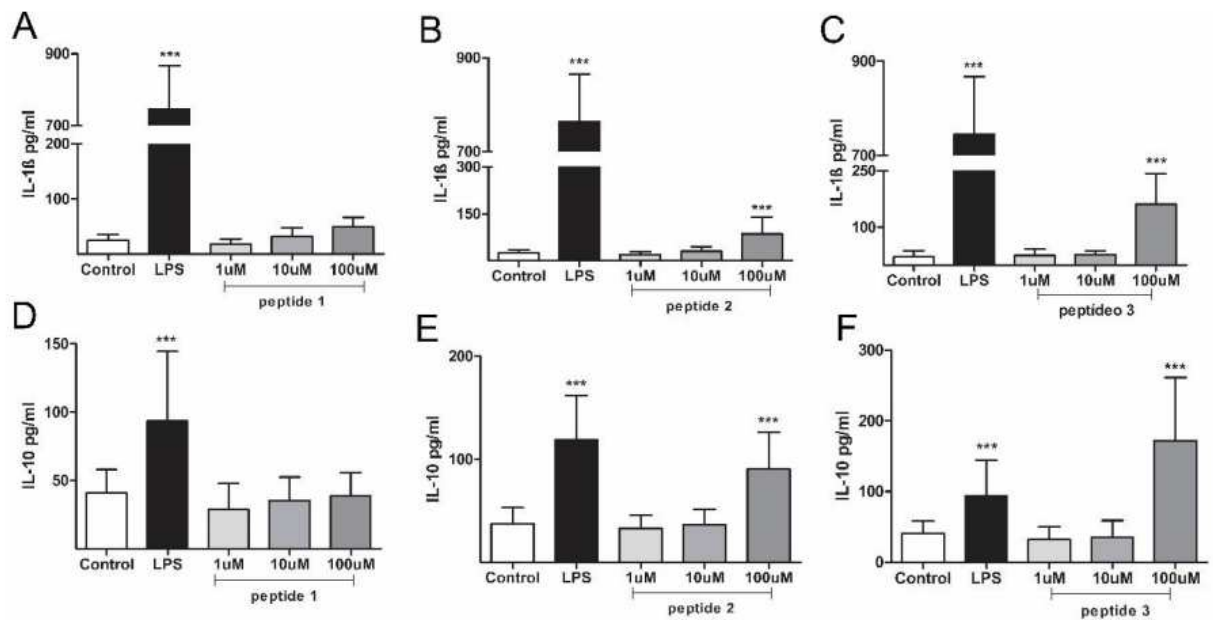 A
IL-1ß pg/ml
900
700
200
100
***
Control LPS 1uM 10uM 100uM
peptide 1
B
IL-1ß pg/ml
900
700
300
150
*** ***
Control LPS 1uM 10uM 100uM
peptide 2
C
IL-1ß pg/ml
900
700
250
100
*** ***
Control LPS 1uM 10uM 100uM
peptídeo 3
D
IL-10 pg/ml
150
100
50
***
Control LPS 1uM 10uM 100uM
peptide 1
E
IL-10 pg/ml
200
100
*** ***
Control LPS 1uM 10uM 100uM
peptide 2
F
IL-10 pg/ml
300
200
100
0
*** ***
Control LPS 1uM 10uM 100uM
peptide 3